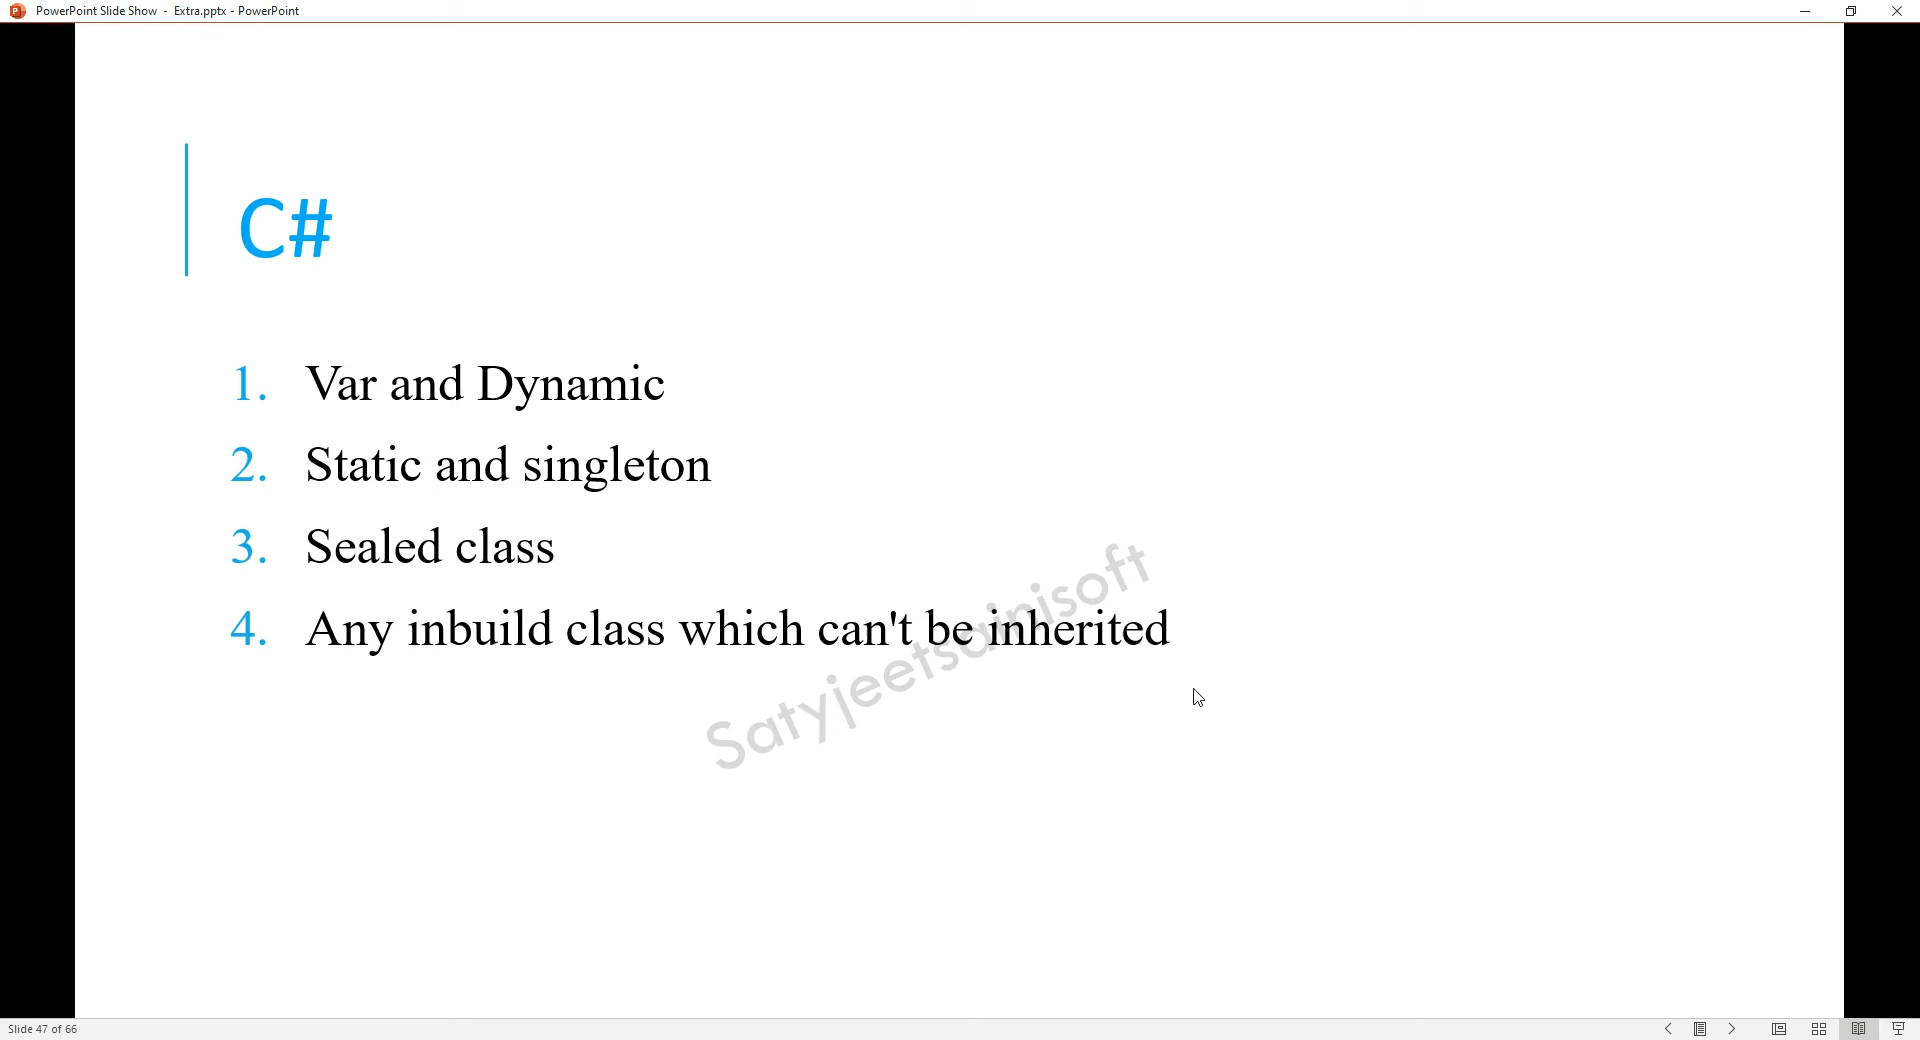 PowerPoint Slide Show - Extra.pptx - PowerPoint
C#
1. Var and Dynamic
2. Static and singleton
3. Sealed class
4. Any inbuild class which can't be inherited
Satyjeetsainisoft
Slide 47 of 66